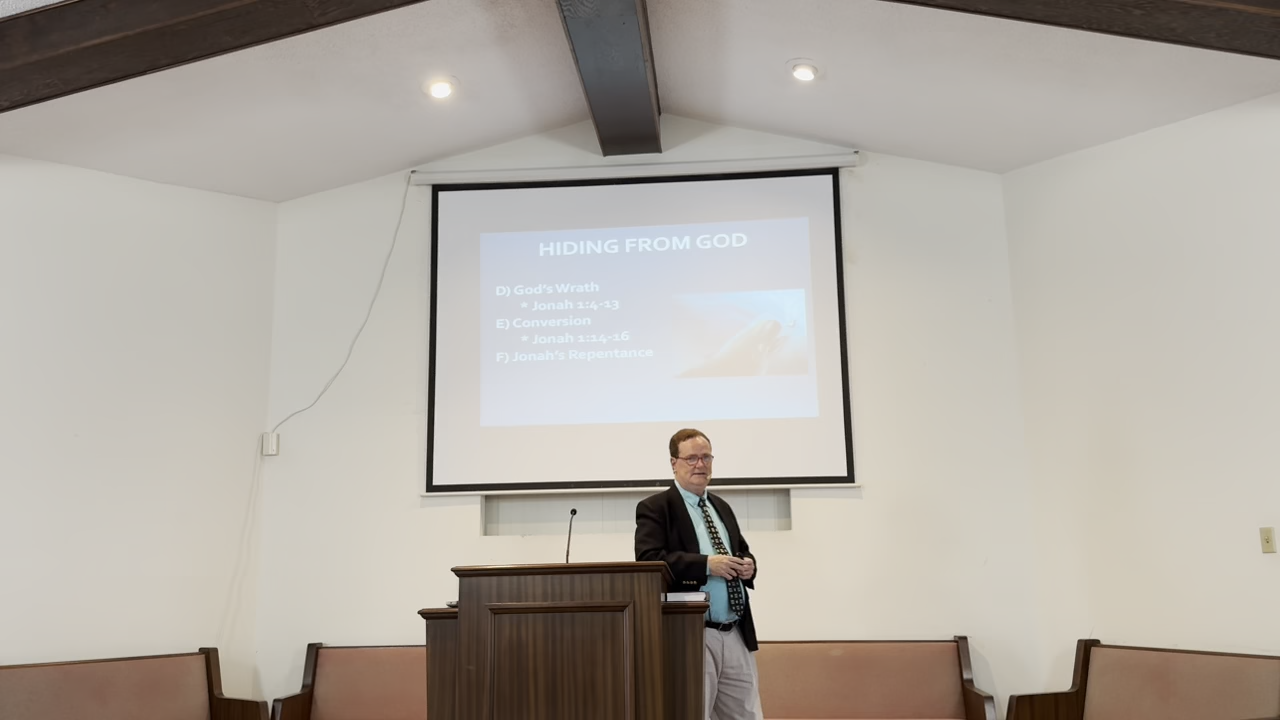 HIDING FROM GOD
D) God's Wrath
* Jonah 1:4-13
E) Conversion
* Jonah 1:14-16
F) Jonah's Repentance